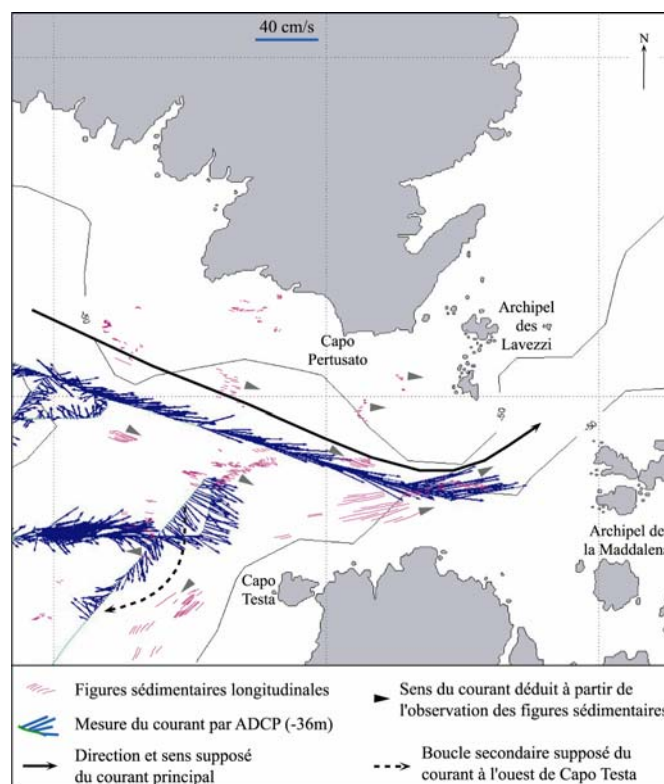 40 cm/s
N
Archipel
des
Lavezzi
Capo
Pertusato
Archipel de
la Maddalena
Capo
Testa
Figures sédimentaires longitudinales
Mesure du courant par ADCP (-36m)
Direction et sens supposé
du courant principal
Sens du courant déduit à partir de
l'observation des figures sédimentaires
Boucle secondaire supposé du
courant à l'ouest de Capo Testa